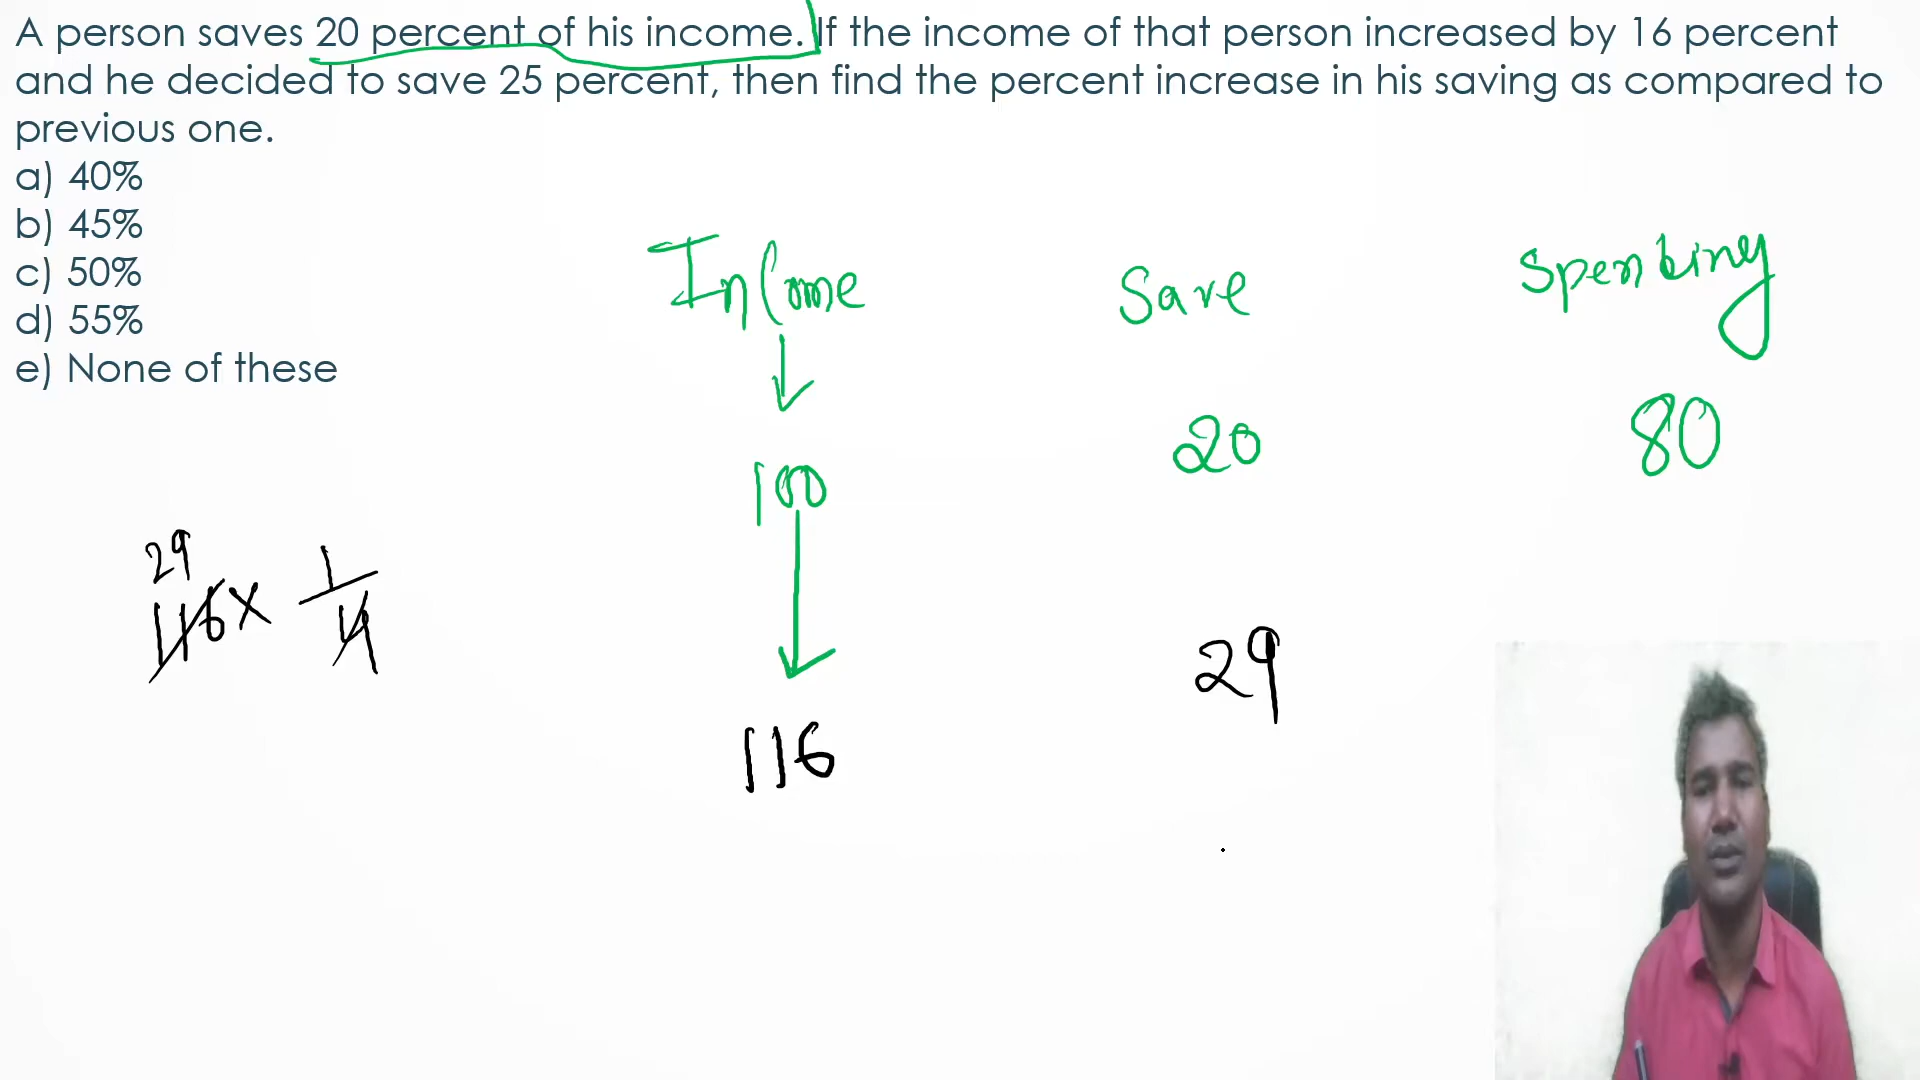 A person saves 20 percent of his income. If the income of that person increased by 16 percent
and he decided to save 25 percent, then find the percent increase in his saving as compared to
previous one.
a) 40%
b) 45%
c) 50%
d) 55%
e) None of these
Income Save Spending
100 20 80
29
116 x 1/4
29
116